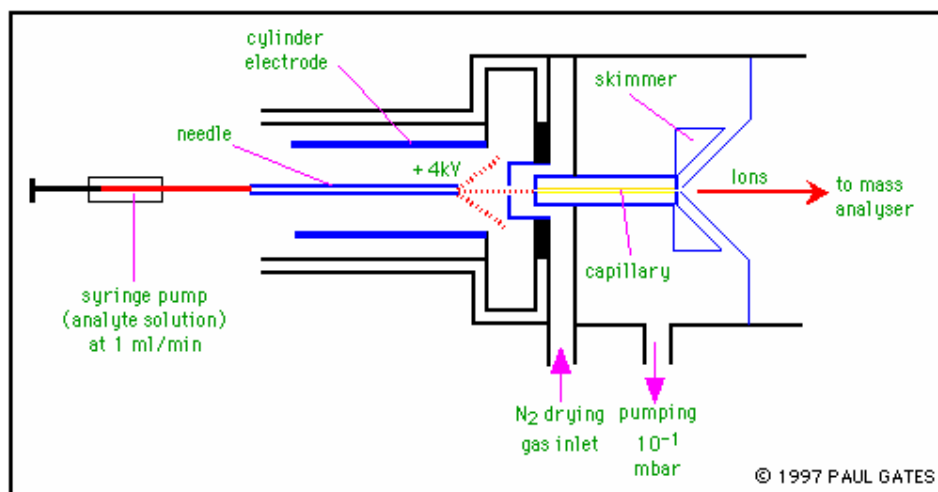 cylinder
electrode
skimmer
needle
+4kV
Ions
to mass
analyser
capillary
syringe pump
(analyte solution)
at 1 ml/min
N2 drying
gas inlet
pumping
10-1
mbar
© 1997 PAUL GATES